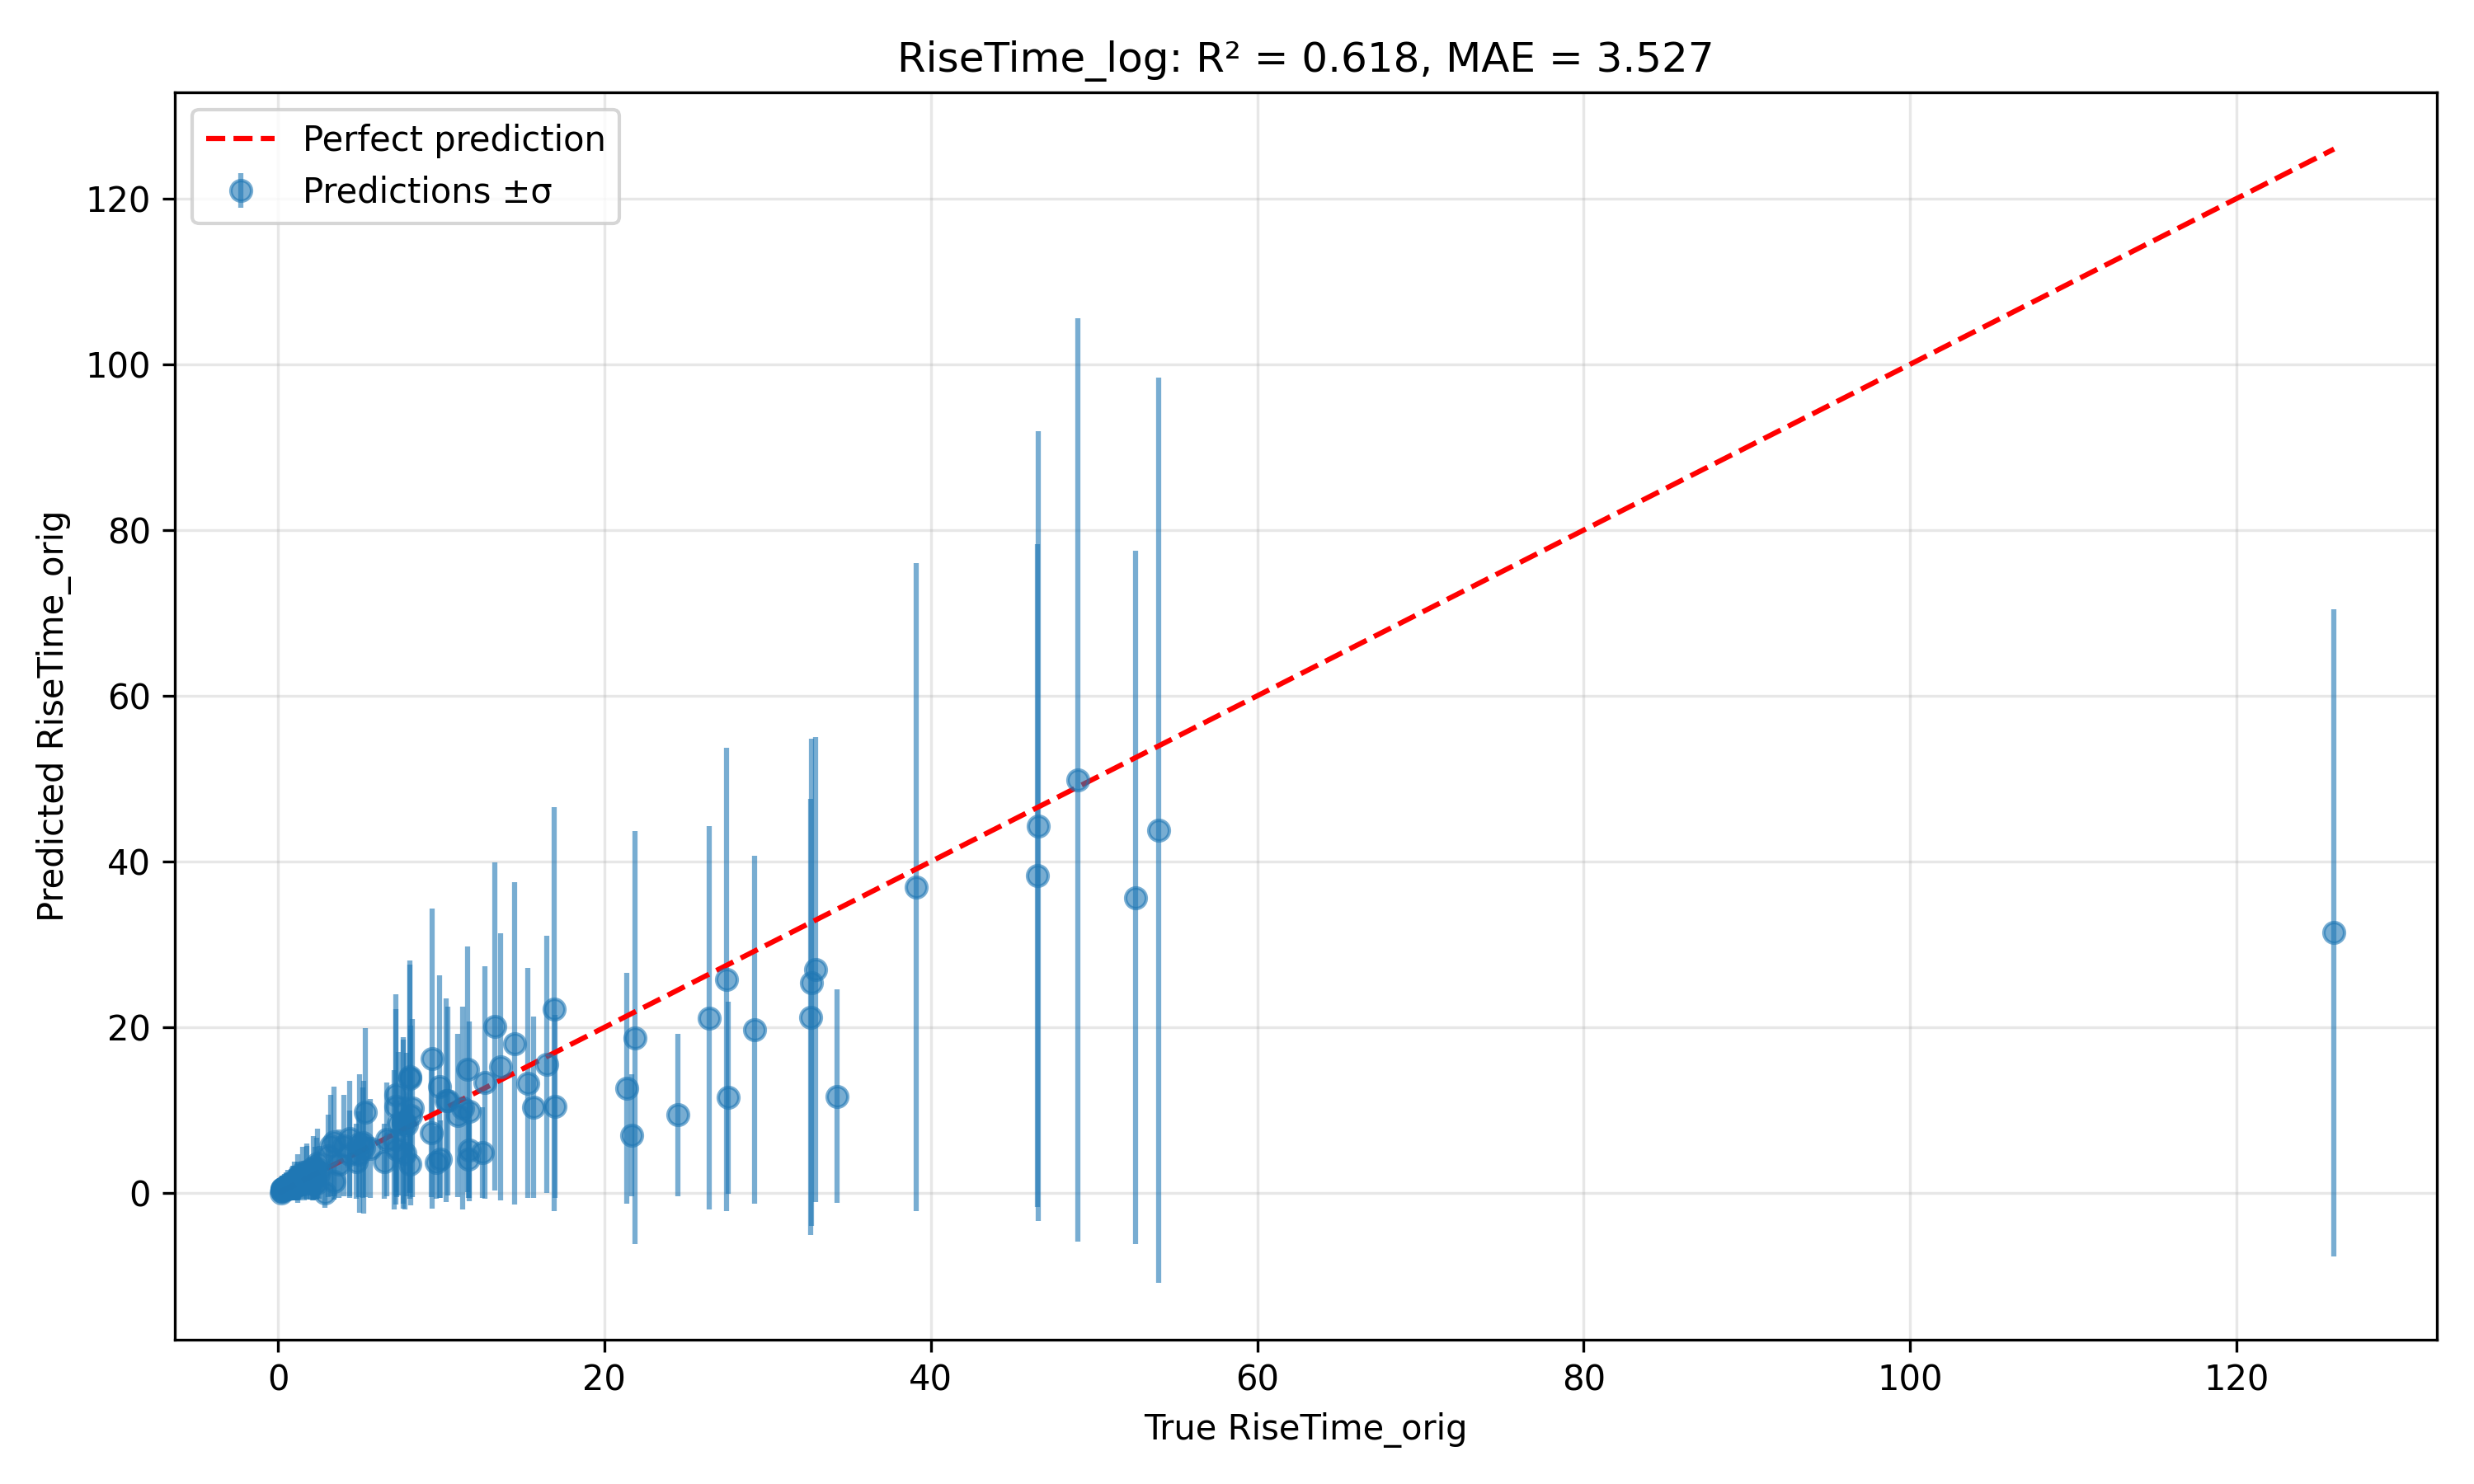 RiseTime_log: R² = 0.618, MAE = 3.527
Perfect prediction
Predictions ±σ
120
100
80
60
40
20
0
Predicted RiseTime_orig
0 20 40 60 80 100 120
True RiseTime_orig